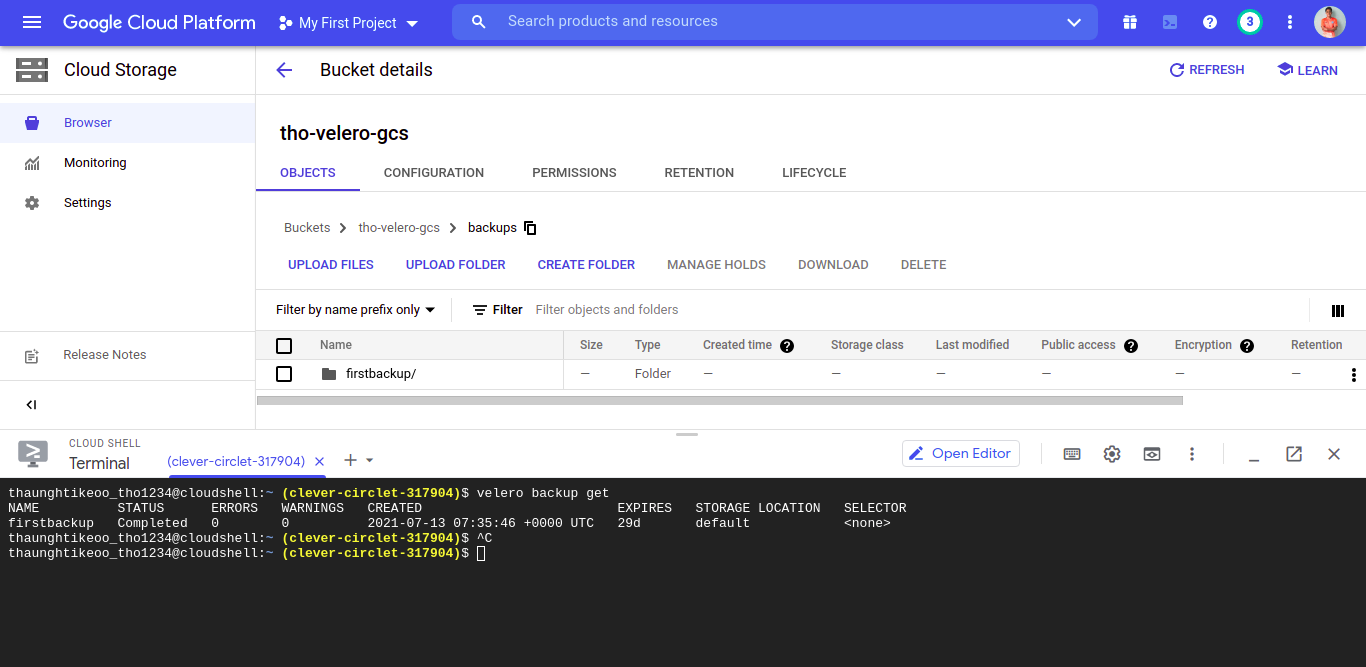 Google Cloud Platform My First Project Search products and resources 3
Cloud Storage
Bucket details
REFRESH LEARN
Browser
Monitoring
Settings
Release Notes
tho-velero-gcs
OBJECTS CONFIGURATION PERMISSIONS RETENTION LIFECYCLE
Buckets > tho-velero-gcs > backups
UPLOAD FILES UPLOAD FOLDER CREATE FOLDER MANAGE HOLDS DOWNLOAD DELETE
Filter by name prefix only Filter Filter objects and folders
Name Size Type Created time Storage class Last modified Public access Encryption Retention
firstbackup/ — Folder — — — — — —
CLOUD SHELL
Terminal (clever-circlet-317904) Open Editor
thaunghtikeoo_tho1234@cloudshell:~ (clever-circlet-317904)$ velero backup get
NAME STATUS ERRORS WARNINGS CREATED EXPIRES STORAGE LOCATION SELECTOR
firstbackup Completed 0 0 2021-07-13 07:35:46 +0000 UTC 29d default <none>
thaunghtikeoo_tho1234@cloudshell:~ (clever-circlet-317904)$ ^C
thaunghtikeoo_tho1234@cloudshell:~ (clever-circlet-317904)$